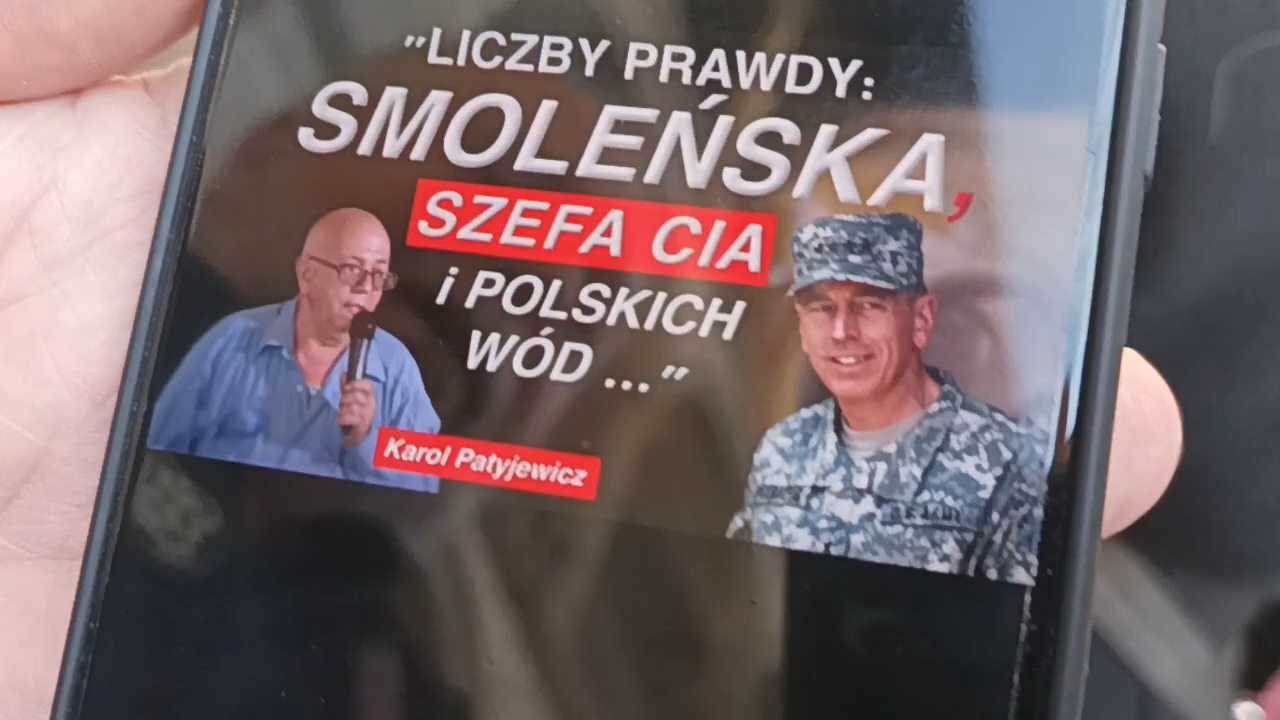 "LICZBY PRAWDY:
SMOLEŃSKA,
SZEFA CIA
i POLSKICH
WÓD ..."
Karol Patyjewicz